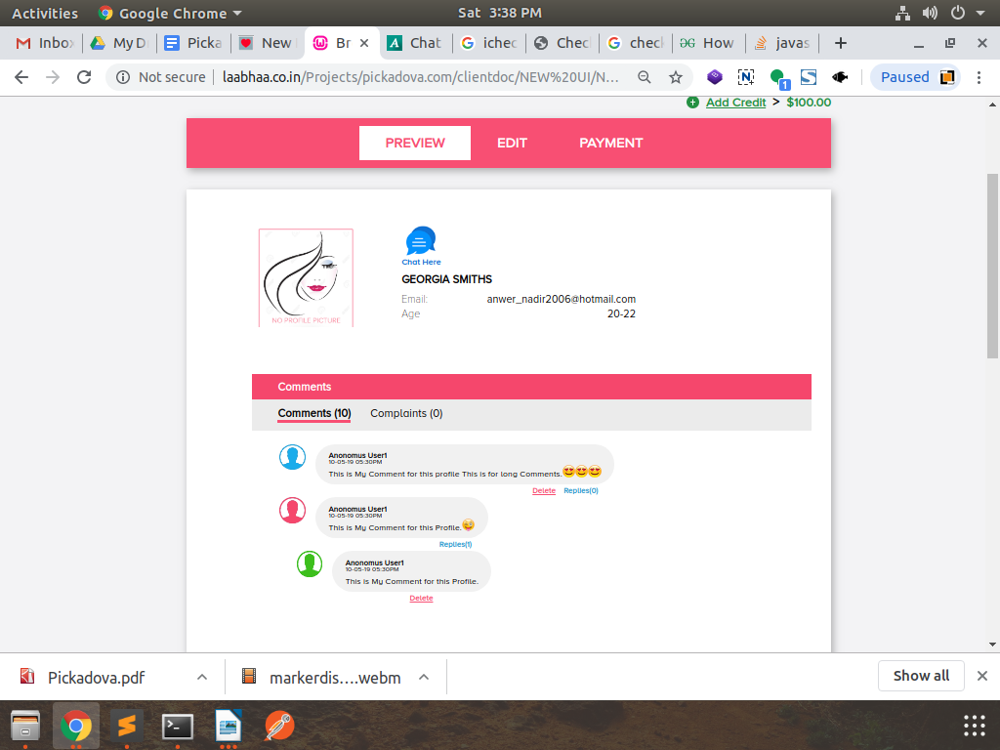 Activities Google Chrome Sat 3:38 PM
Inbo My D Picka New Br Chat ichec Chec check How javas
Not secure laabhaa.co.in/Projects/pickadova.com/clientdoc/NEW%20UI/N... 1 Paused
Add Credit > $100.00
PREVIEW EDIT PAYMENT
Chat Here
GEORGIA SMITHS
Email: anwer_nadir2006@hotmail.com
Age 20-22
NO PROFILE PICTURE
Comments
Comments (10) Complaints (0)
Anonomus User1
10-05-19 05:30PM
This is My Comment for this profile This is for long Comments.😍😍😍
Delete Replies(0)
Anonomus User1
10-05-19 05:30PM
This is My Comment for this Profile.😜
Replies(1)
Anonomus User1
10-05-19 05:30PM
This is My Comment for this Profile.
Delete
Pickadova.pdf markerdis....webm Show all